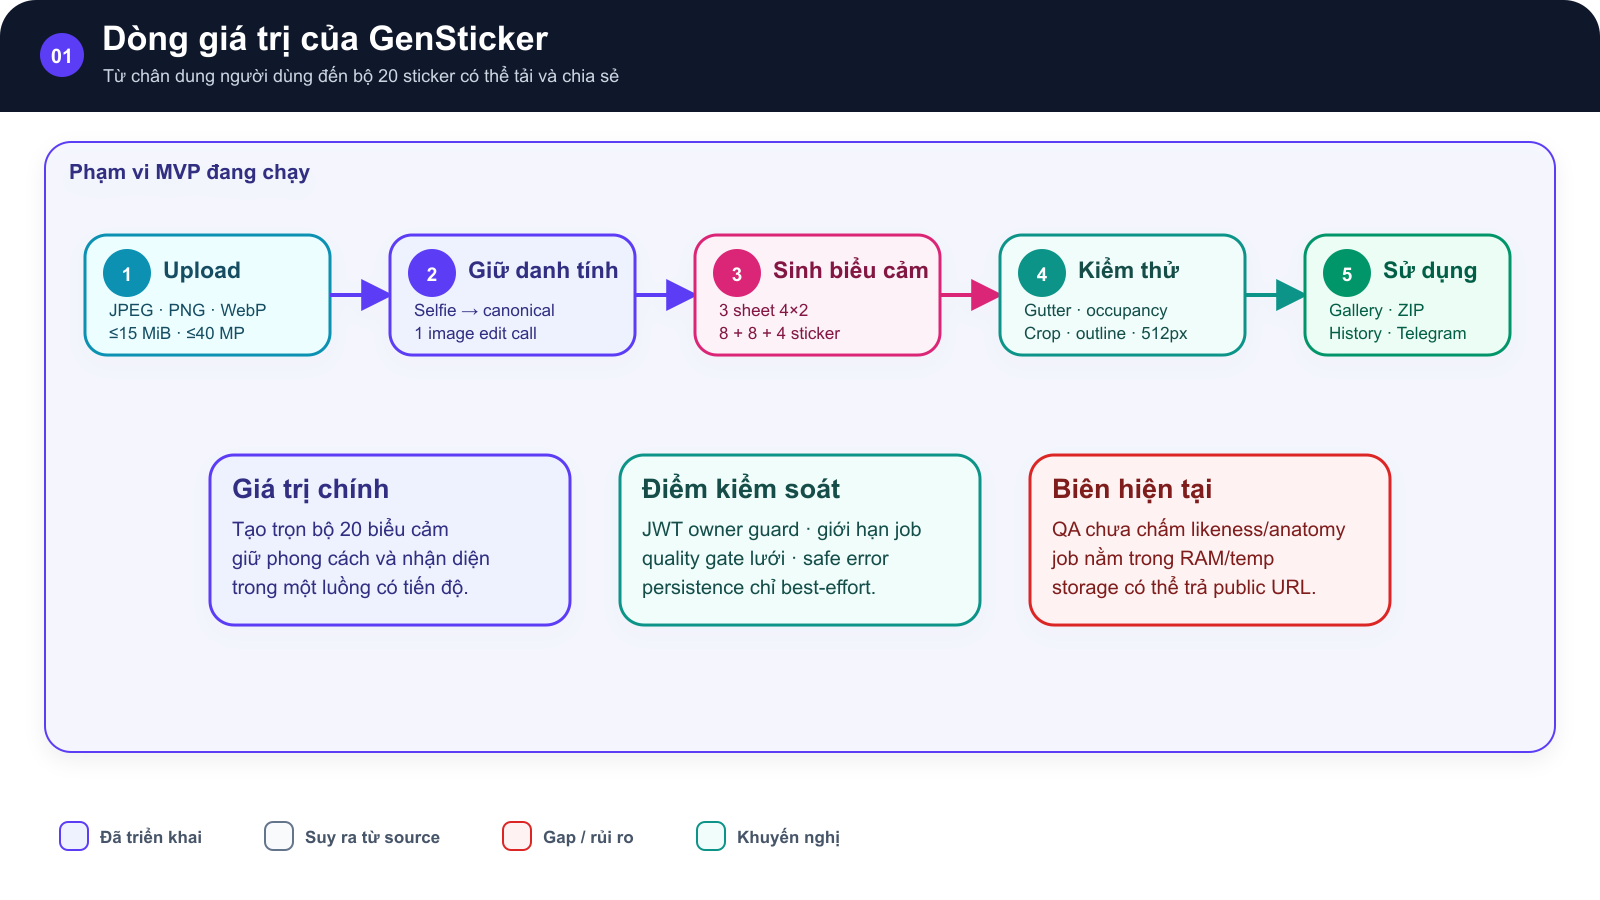 01
Dòng giá trị của GenSticker
Từ chân dung người dùng đến bộ 20 sticker có thể tải và chia sẻ
Phạm vi MVP đang chạy
1 Upload
JPEG · PNG · WebP
≤15 MiB · ≤40 MP
2 Giữ danh tính
Selfie → canonical
1 image edit call
3 Sinh biểu cảm
3 sheet 4×2
8 + 8 + 4 sticker
4 Kiểm thử
Gutter · occupancy
Crop · outline · 512px
5 Sử dụng
Gallery · ZIP
History · Telegram
Giá trị chính
Tạo trọn bộ 20 biểu cảm
giữ phong cách và nhận diện
trong một luồng có tiến độ.
Điểm kiểm soát
JWT owner guard · giới hạn job
quality gate lưới · safe error
persistence chỉ best-effort.
Biên hiện tại
QA chưa chấm likeness/anatomy
job nằm trong RAM/temp
storage có thể trả public URL.
Đã triển khai
Suy ra từ source
Gap / rủi ro
Khuyến nghị